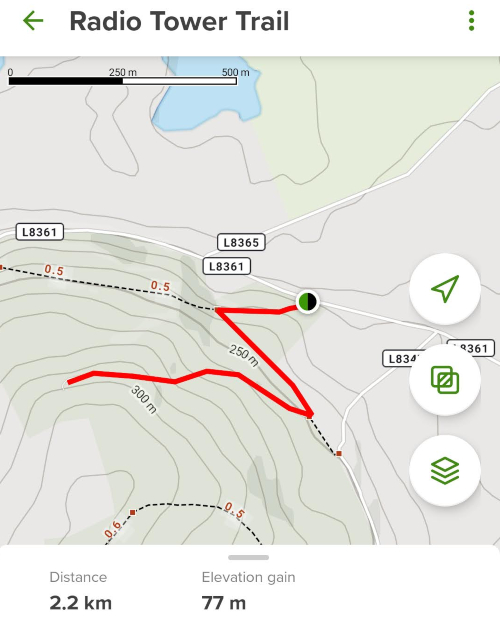 Radio Tower Trail
0 250 m 500 m
L8361
L8365
L8361
0.5
0.5
250 m
L834
8361
300 m
0.5
0.6
Distance Elevation gain
2.2 km 77 m